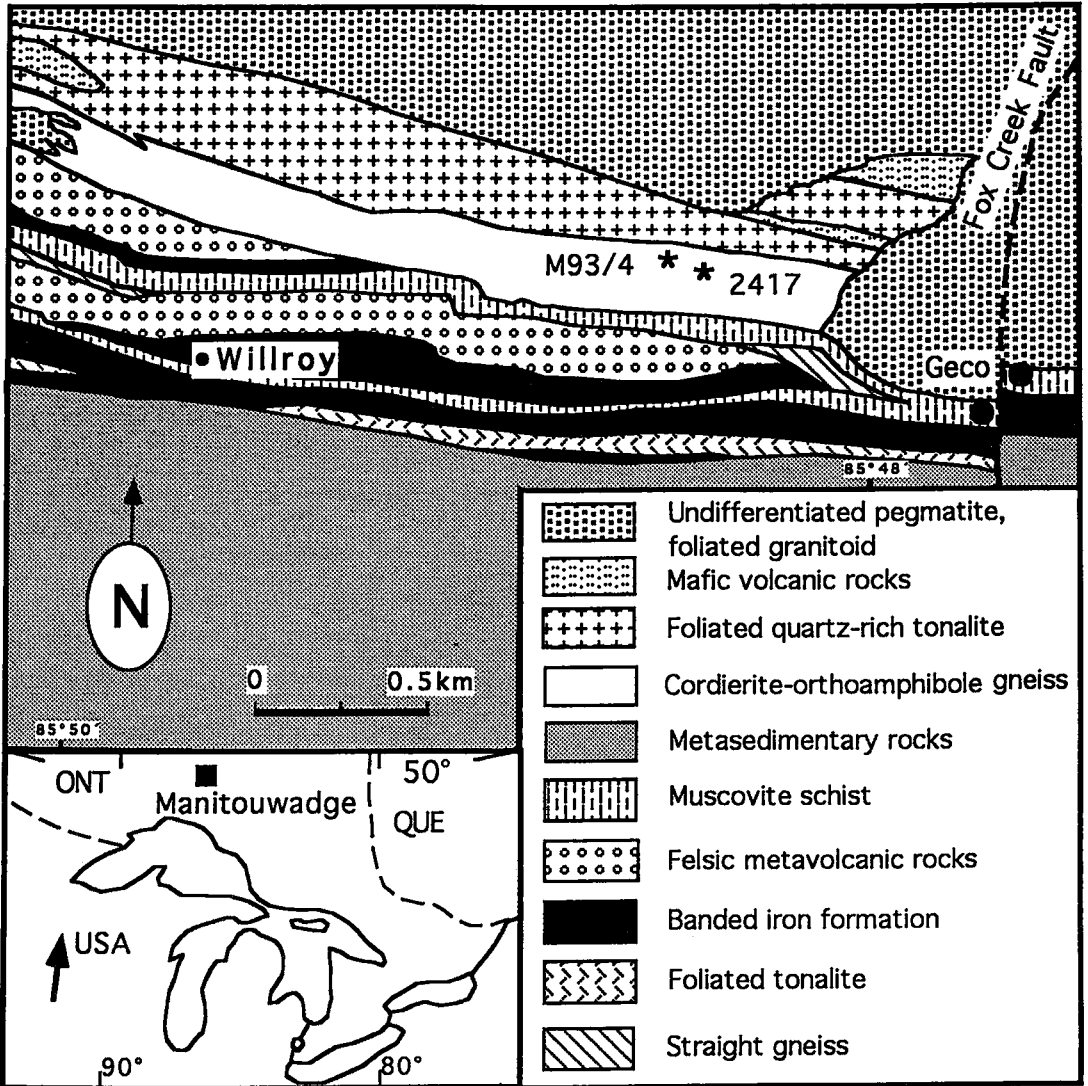 Fox Creek Fault
M93/4 * * 2417
Willroy
Geco
85°48´
N
0 0.5km
85°50´
ONT
50°
Manitouwadge
QUE
USA
90°
80°
Undifferentiated pegmatite,
foliated granitoid
Mafic volcanic rocks
Foliated quartz-rich tonalite
Cordierite-orthoamphibole gneiss
Metasedimentary rocks
Muscovite schist
Felsic metavolcanic rocks
Banded iron formation
Foliated tonalite
Straight gneiss